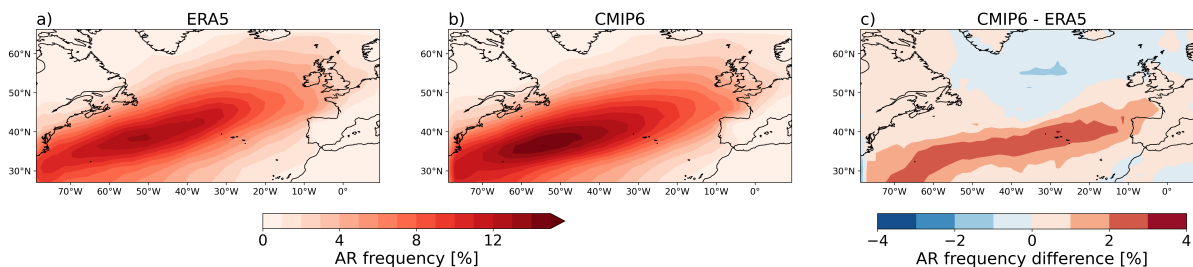 a) ERA5
b) CMIP6
c) CMIP6 - ERA5
60°N
50°N
40°N
30°N
70°W 60°W 50°W 40°W 30°W 20°W 10°W 0°
60°N
50°N
40°N
30°N
70°W 60°W 50°W 40°W 30°W 20°W 10°W 0°
60°N
50°N
40°N
30°N
70°W 60°W 50°W 40°W 30°W 20°W 10°W 0°
0 4 8 12
AR frequency [%]
−4 −2 0 2 4
AR frequency difference [%]